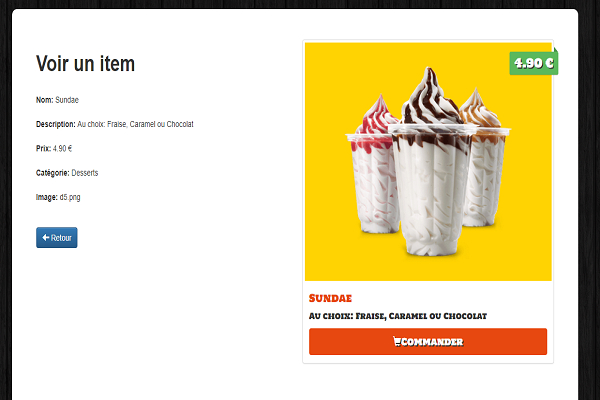 Voir un item
Nom: Sundae
Description: Au choix: Fraise, Caramel ou Chocolat
Prix: 4.90 €
Catégorie: Desserts
Image: d5.png
Retour
4.90 €
Sundae
Au choix: Fraise, Caramel ou Chocolat
Commander